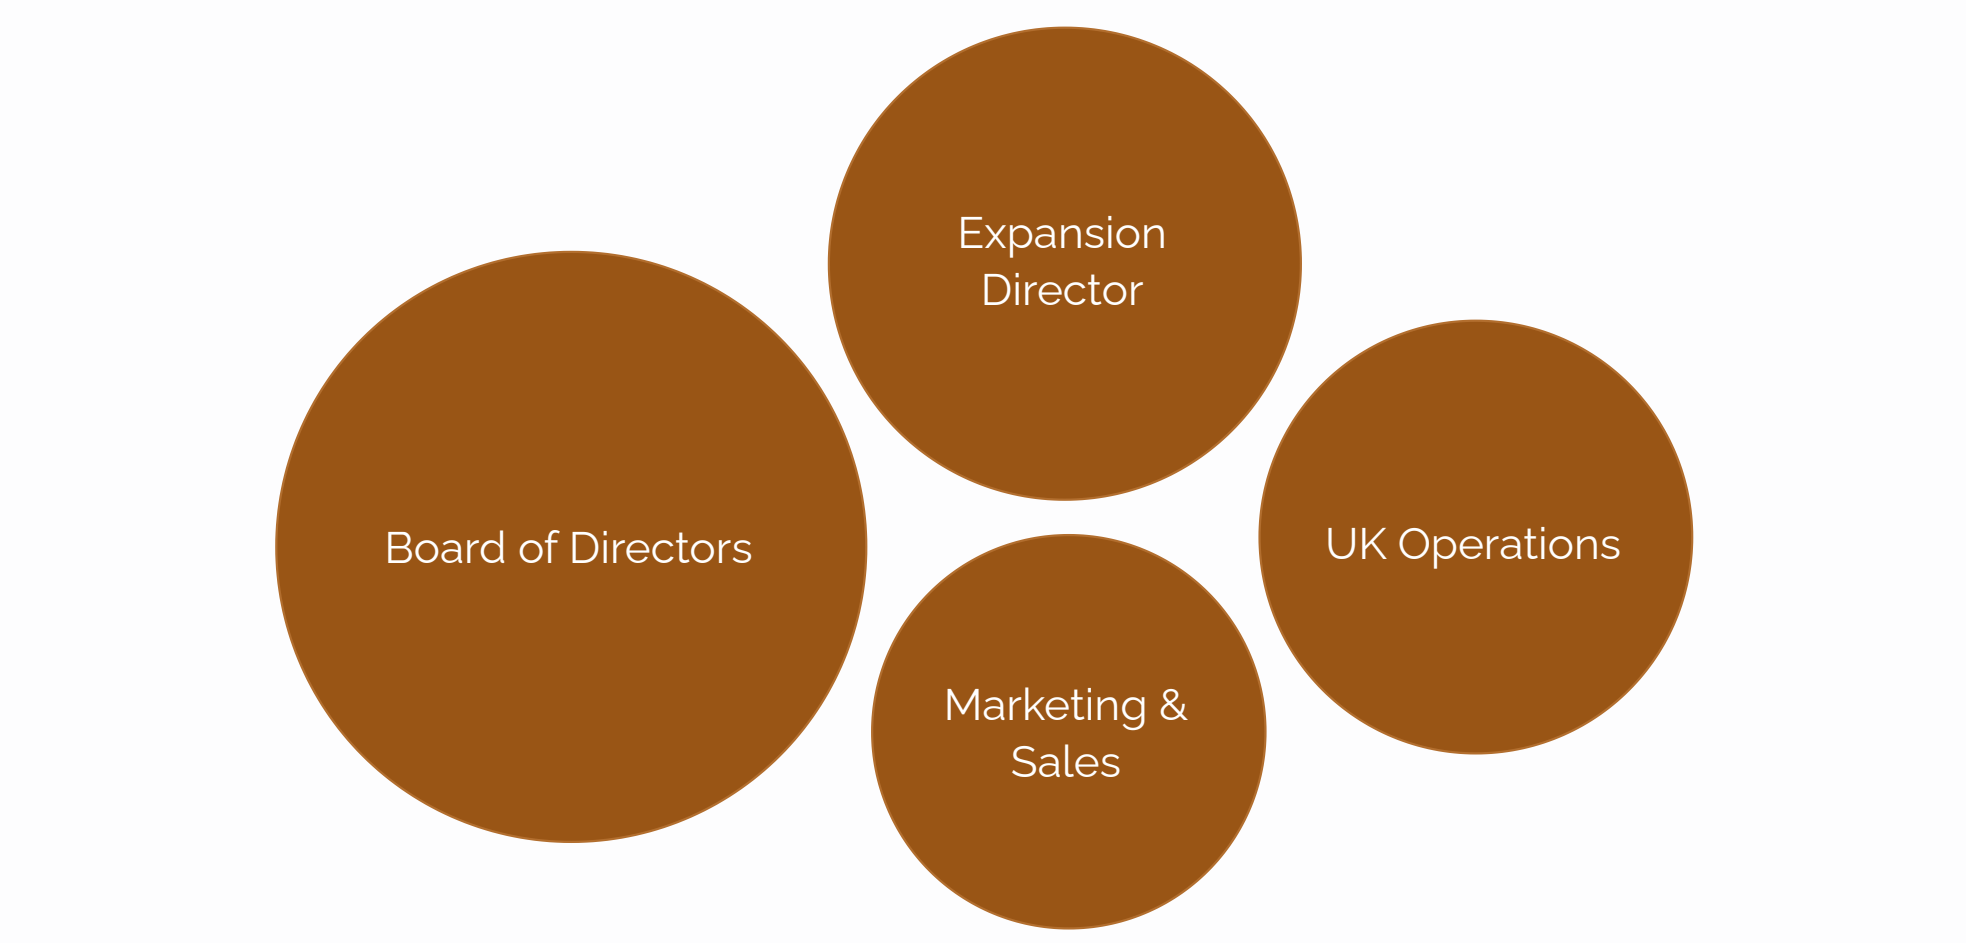 Expansion
Director
Board of Directors
UK Operations
Marketing &
Sales